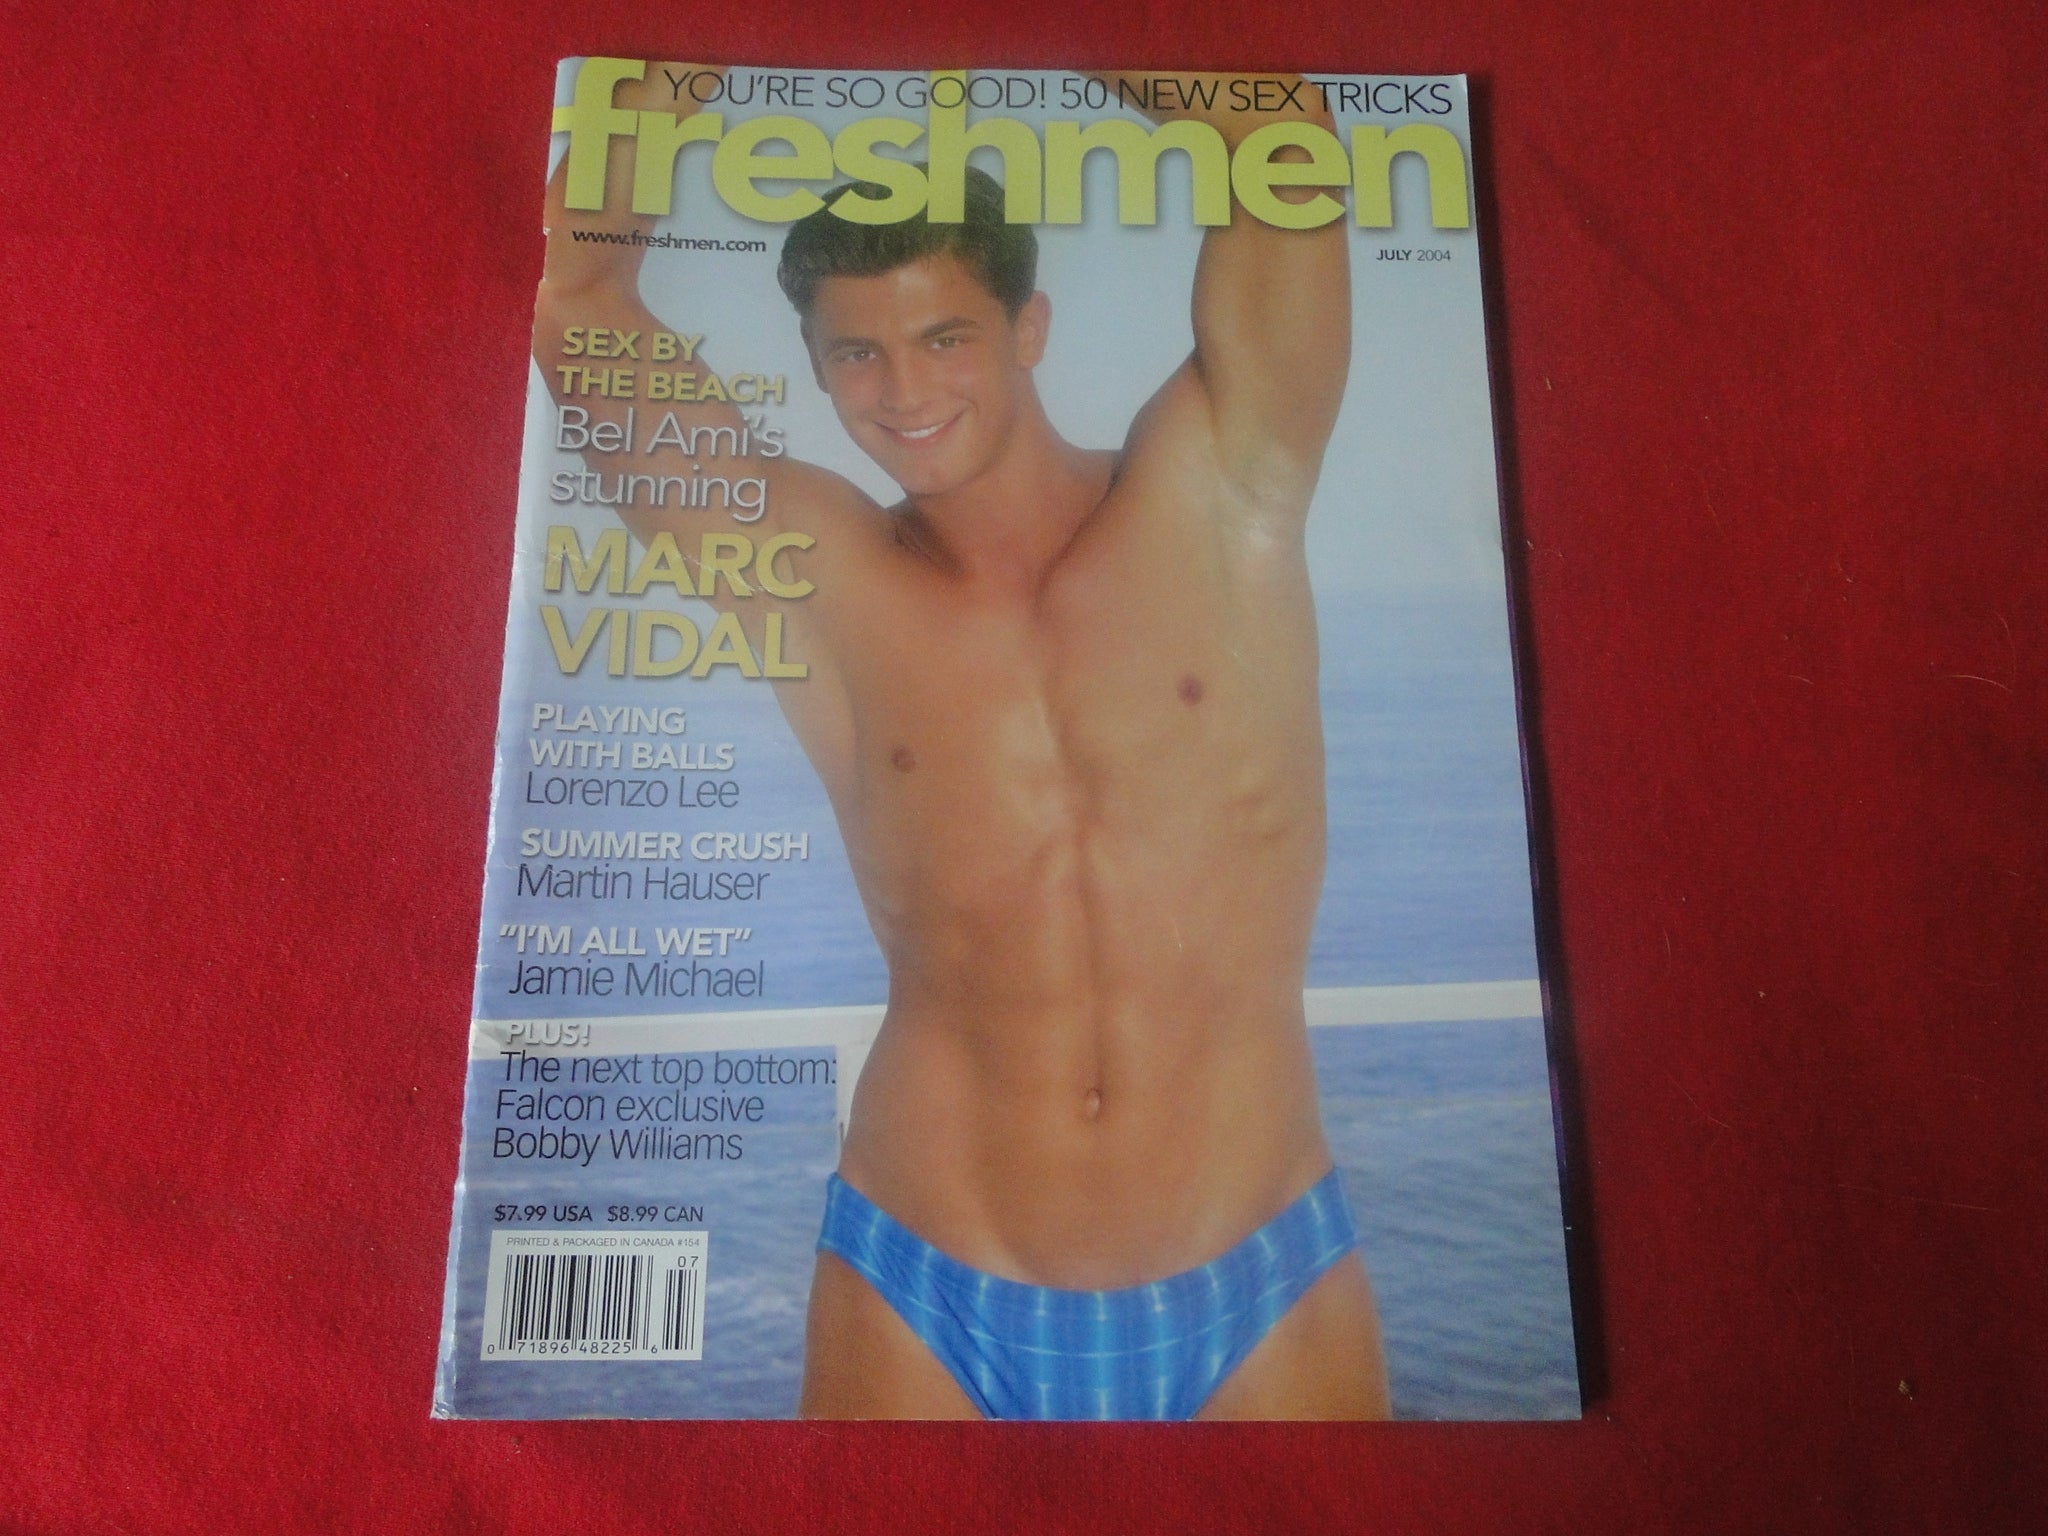 YOU'RE SO GOOD! 50 NEW SEX TRICKS
freshmen
www.freshmen.com
JULY 2004
SEX BY
THE BEACH
Bel Ami's
stunning
MARC
VIDAL
PLAYING
WITH BALLS
Lorenzo Lee
SUMMER CRUSH
Martin Hauser
"I'M ALL WET"
Jamie Michael
PLUS!
The next top bottom:
Falcon exclusive
Bobby Williams
$7.99 USA $8.99 CAN
PRINTED & PACKAGED IN CANADA #154
07
0 71896 48225 6